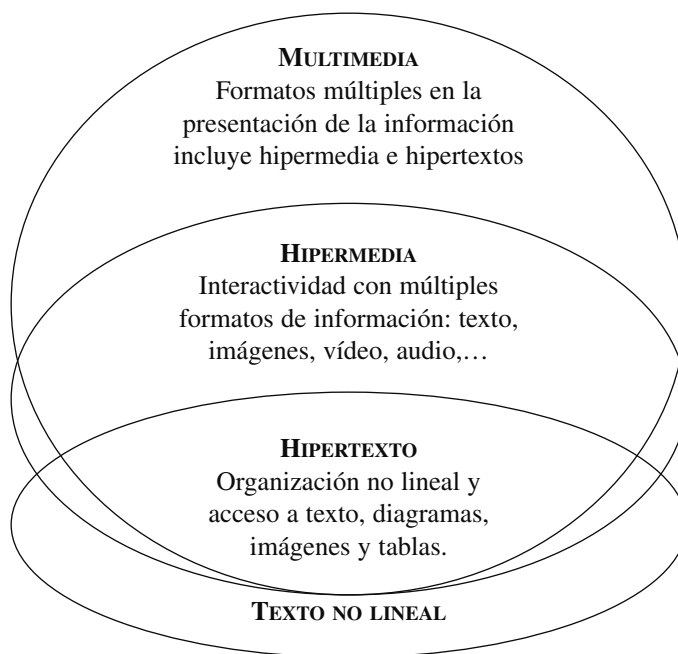 MULTIMEDIA
Formatos múltiples en la
presentación de la información
incluye hipermedia e hipertextos
HIPERMEDIA
Interactividad con múltiples
formatos de información: texto,
imágenes, vídeo, audio,…
HIPERTEXTO
Organización no lineal y
acceso a texto, diagramas,
imágenes y tablas.
TEXTO NO LINEAL